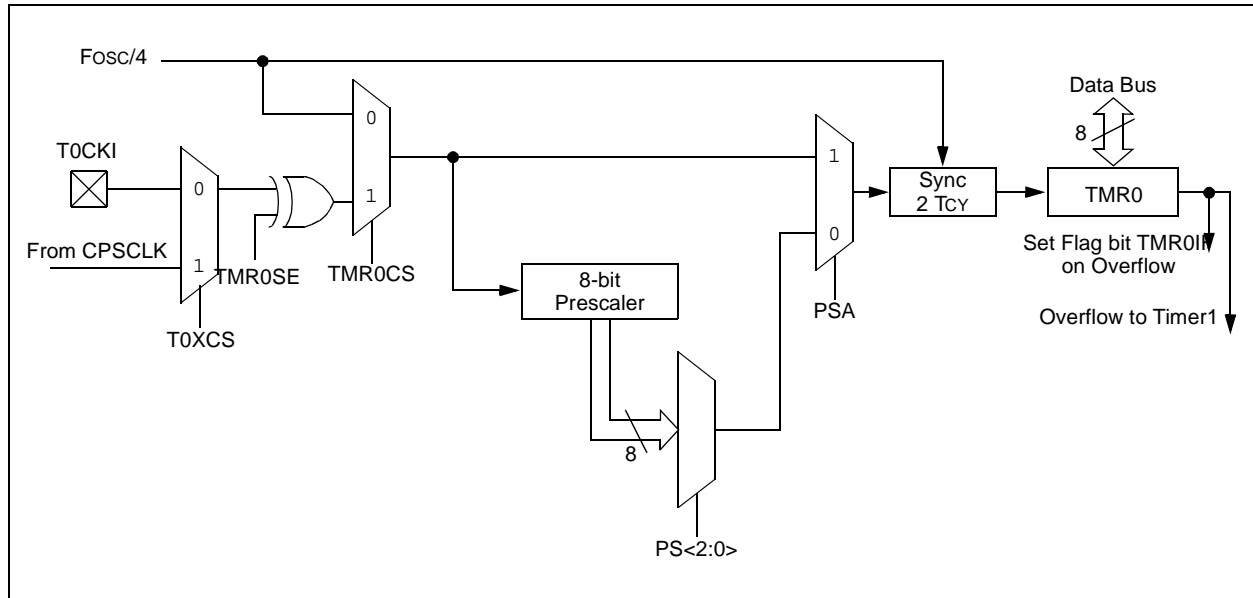 FOSC/4
Data Bus
8
0
T0CKI
0
1
1
Sync
2 TCY
TMR0
From CPSCLK
1
TMR0SE
TMR0CS
0
Set Flag bit TMR0IF
on Overflow
8-bit
Prescaler
PSA
T0XCS
Overflow to Timer1
8
PS<2:0>